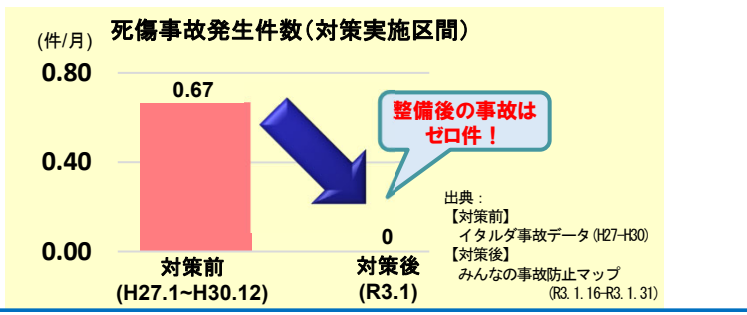 死傷事故発生件数(対策実施区間)
(件/月)
0.80
0.67
整備後の事故は
ゼロ件！
0.40
出典：
【対策前】
イタルダ事故データ(H27-H30)
【対策後】
みんなの事故防止マップ
(R3.1.16-R3.1.31)
0
0.00
対策前
(H27.1~H30.12)
対策後
(R3.1)